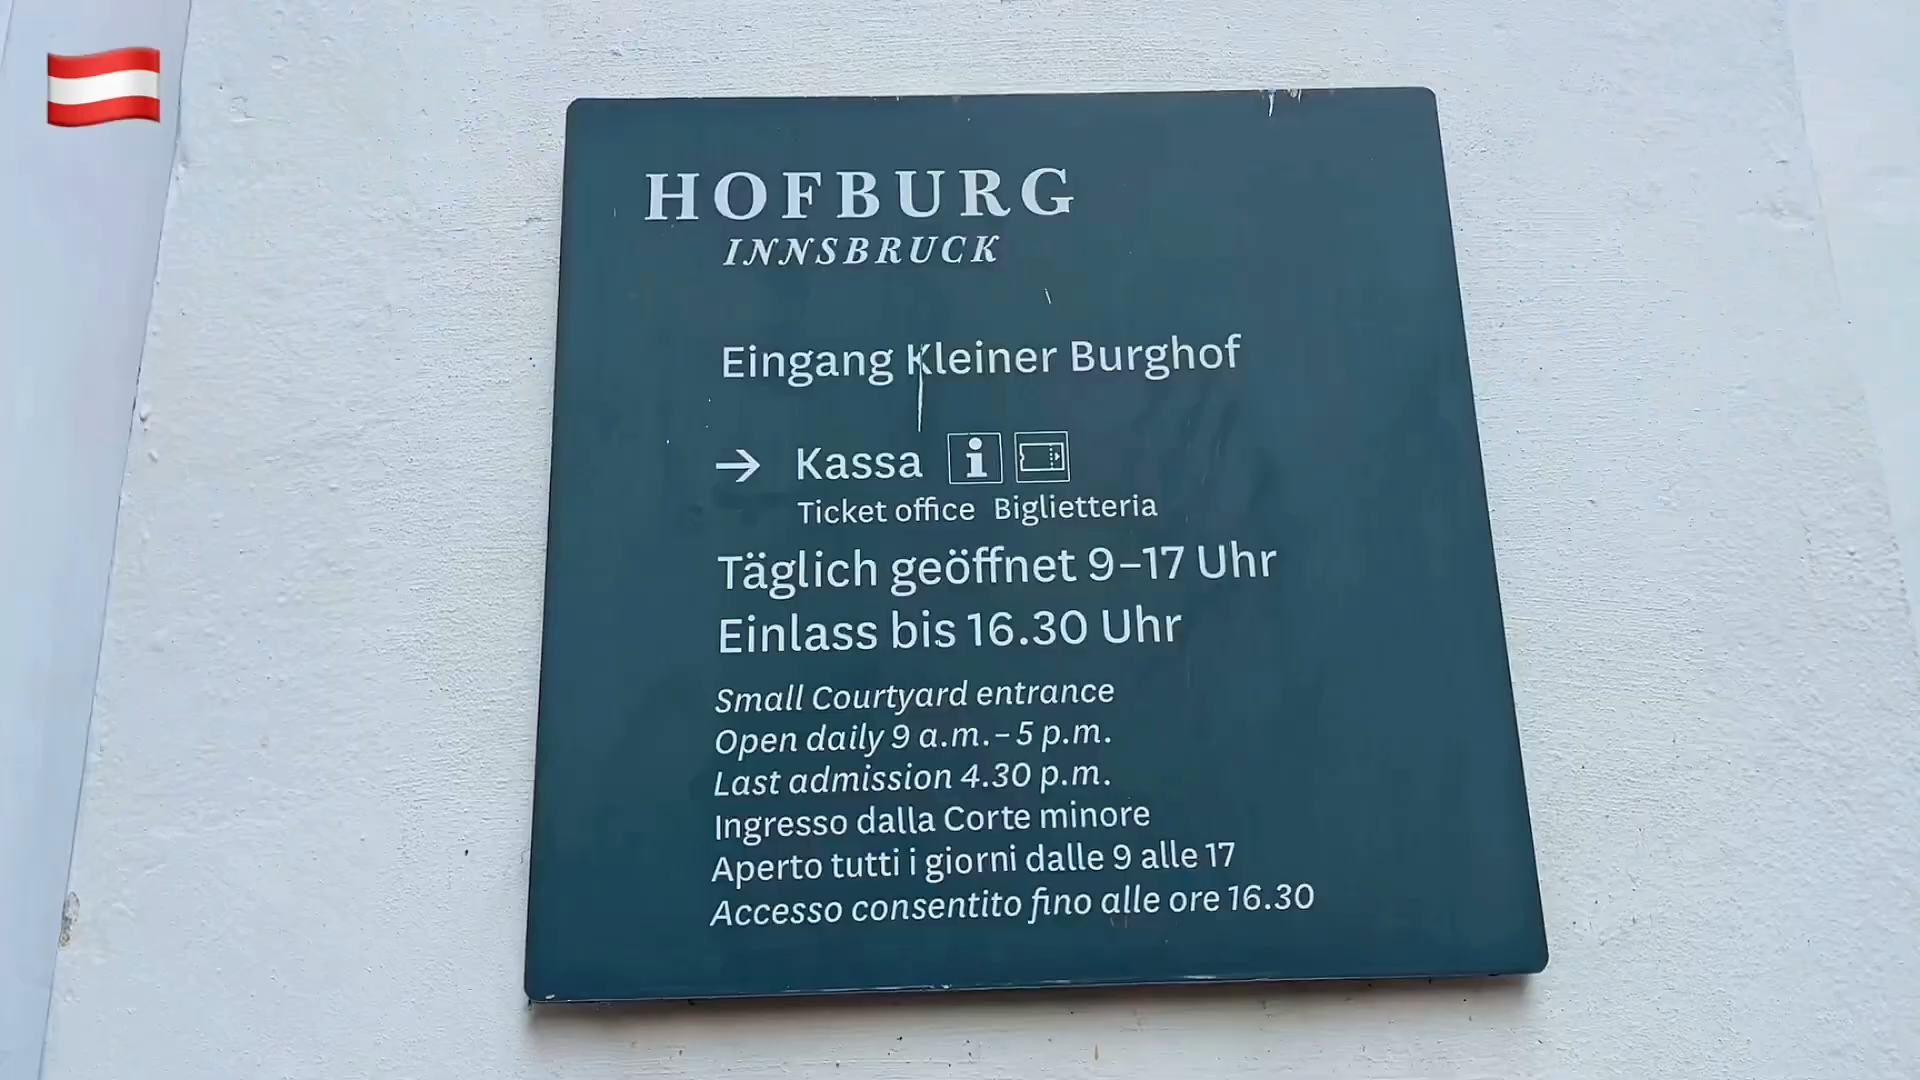 HOFBURG
INNSBRUCK
Eingang Kleiner Burghof
→ Kassa
Ticket office Biglietteria
Täglich geöffnet 9–17 Uhr
Einlass bis 16.30 Uhr
Small Courtyard entrance
Open daily 9 a.m.–5 p.m.
Last admission 4.30 p.m.
Ingresso dalla Corte minore
Aperto tutti i giorni dalle 9 alle 17
Accesso consentito fino alle ore 16.30